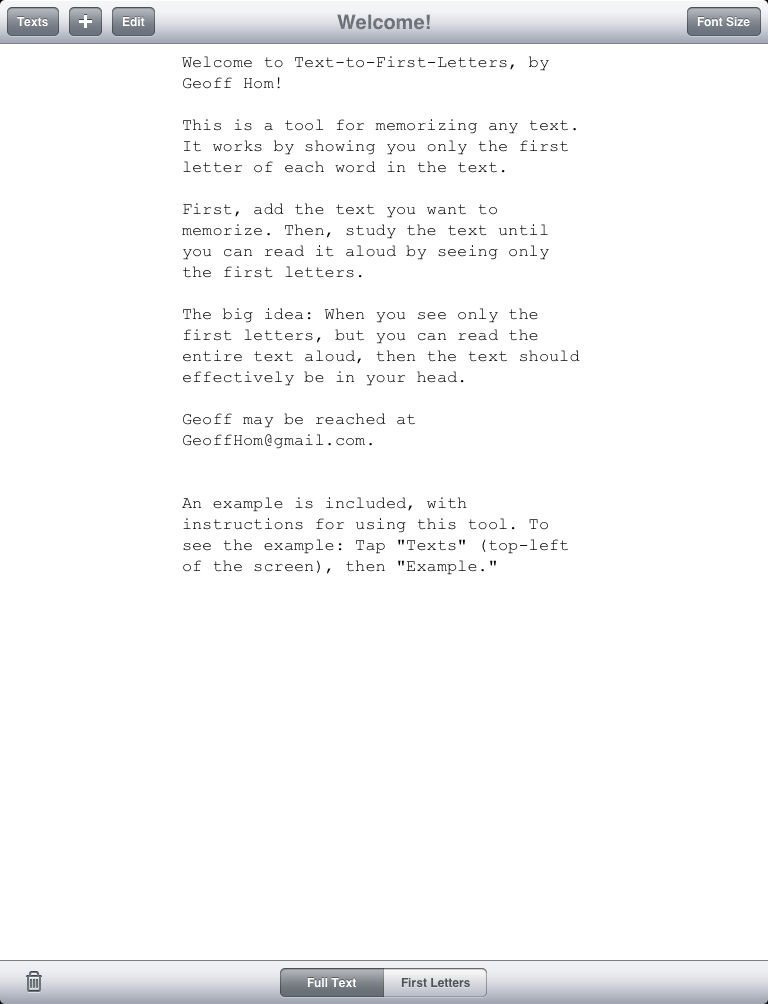 Texts + Edit Welcome! Font Size
Welcome to Text-to-First-Letters, by
Geoff Hom!
This is a tool for memorizing any text.
It works by showing you only the first
letter of each word in the text.
First, add the text you want to
memorize. Then, study the text until
you can read it aloud by seeing only
the first letters.
The big idea: When you see only the
first letters, but you can read the
entire text aloud, then the text should
effectively be in your head.
Geoff may be reached at
GeoffHom@gmail.com.
An example is included, with
instructions for using this tool. To
see the example: Tap "Texts" (top-left
of the screen), then "Example."
Full Text First Letters